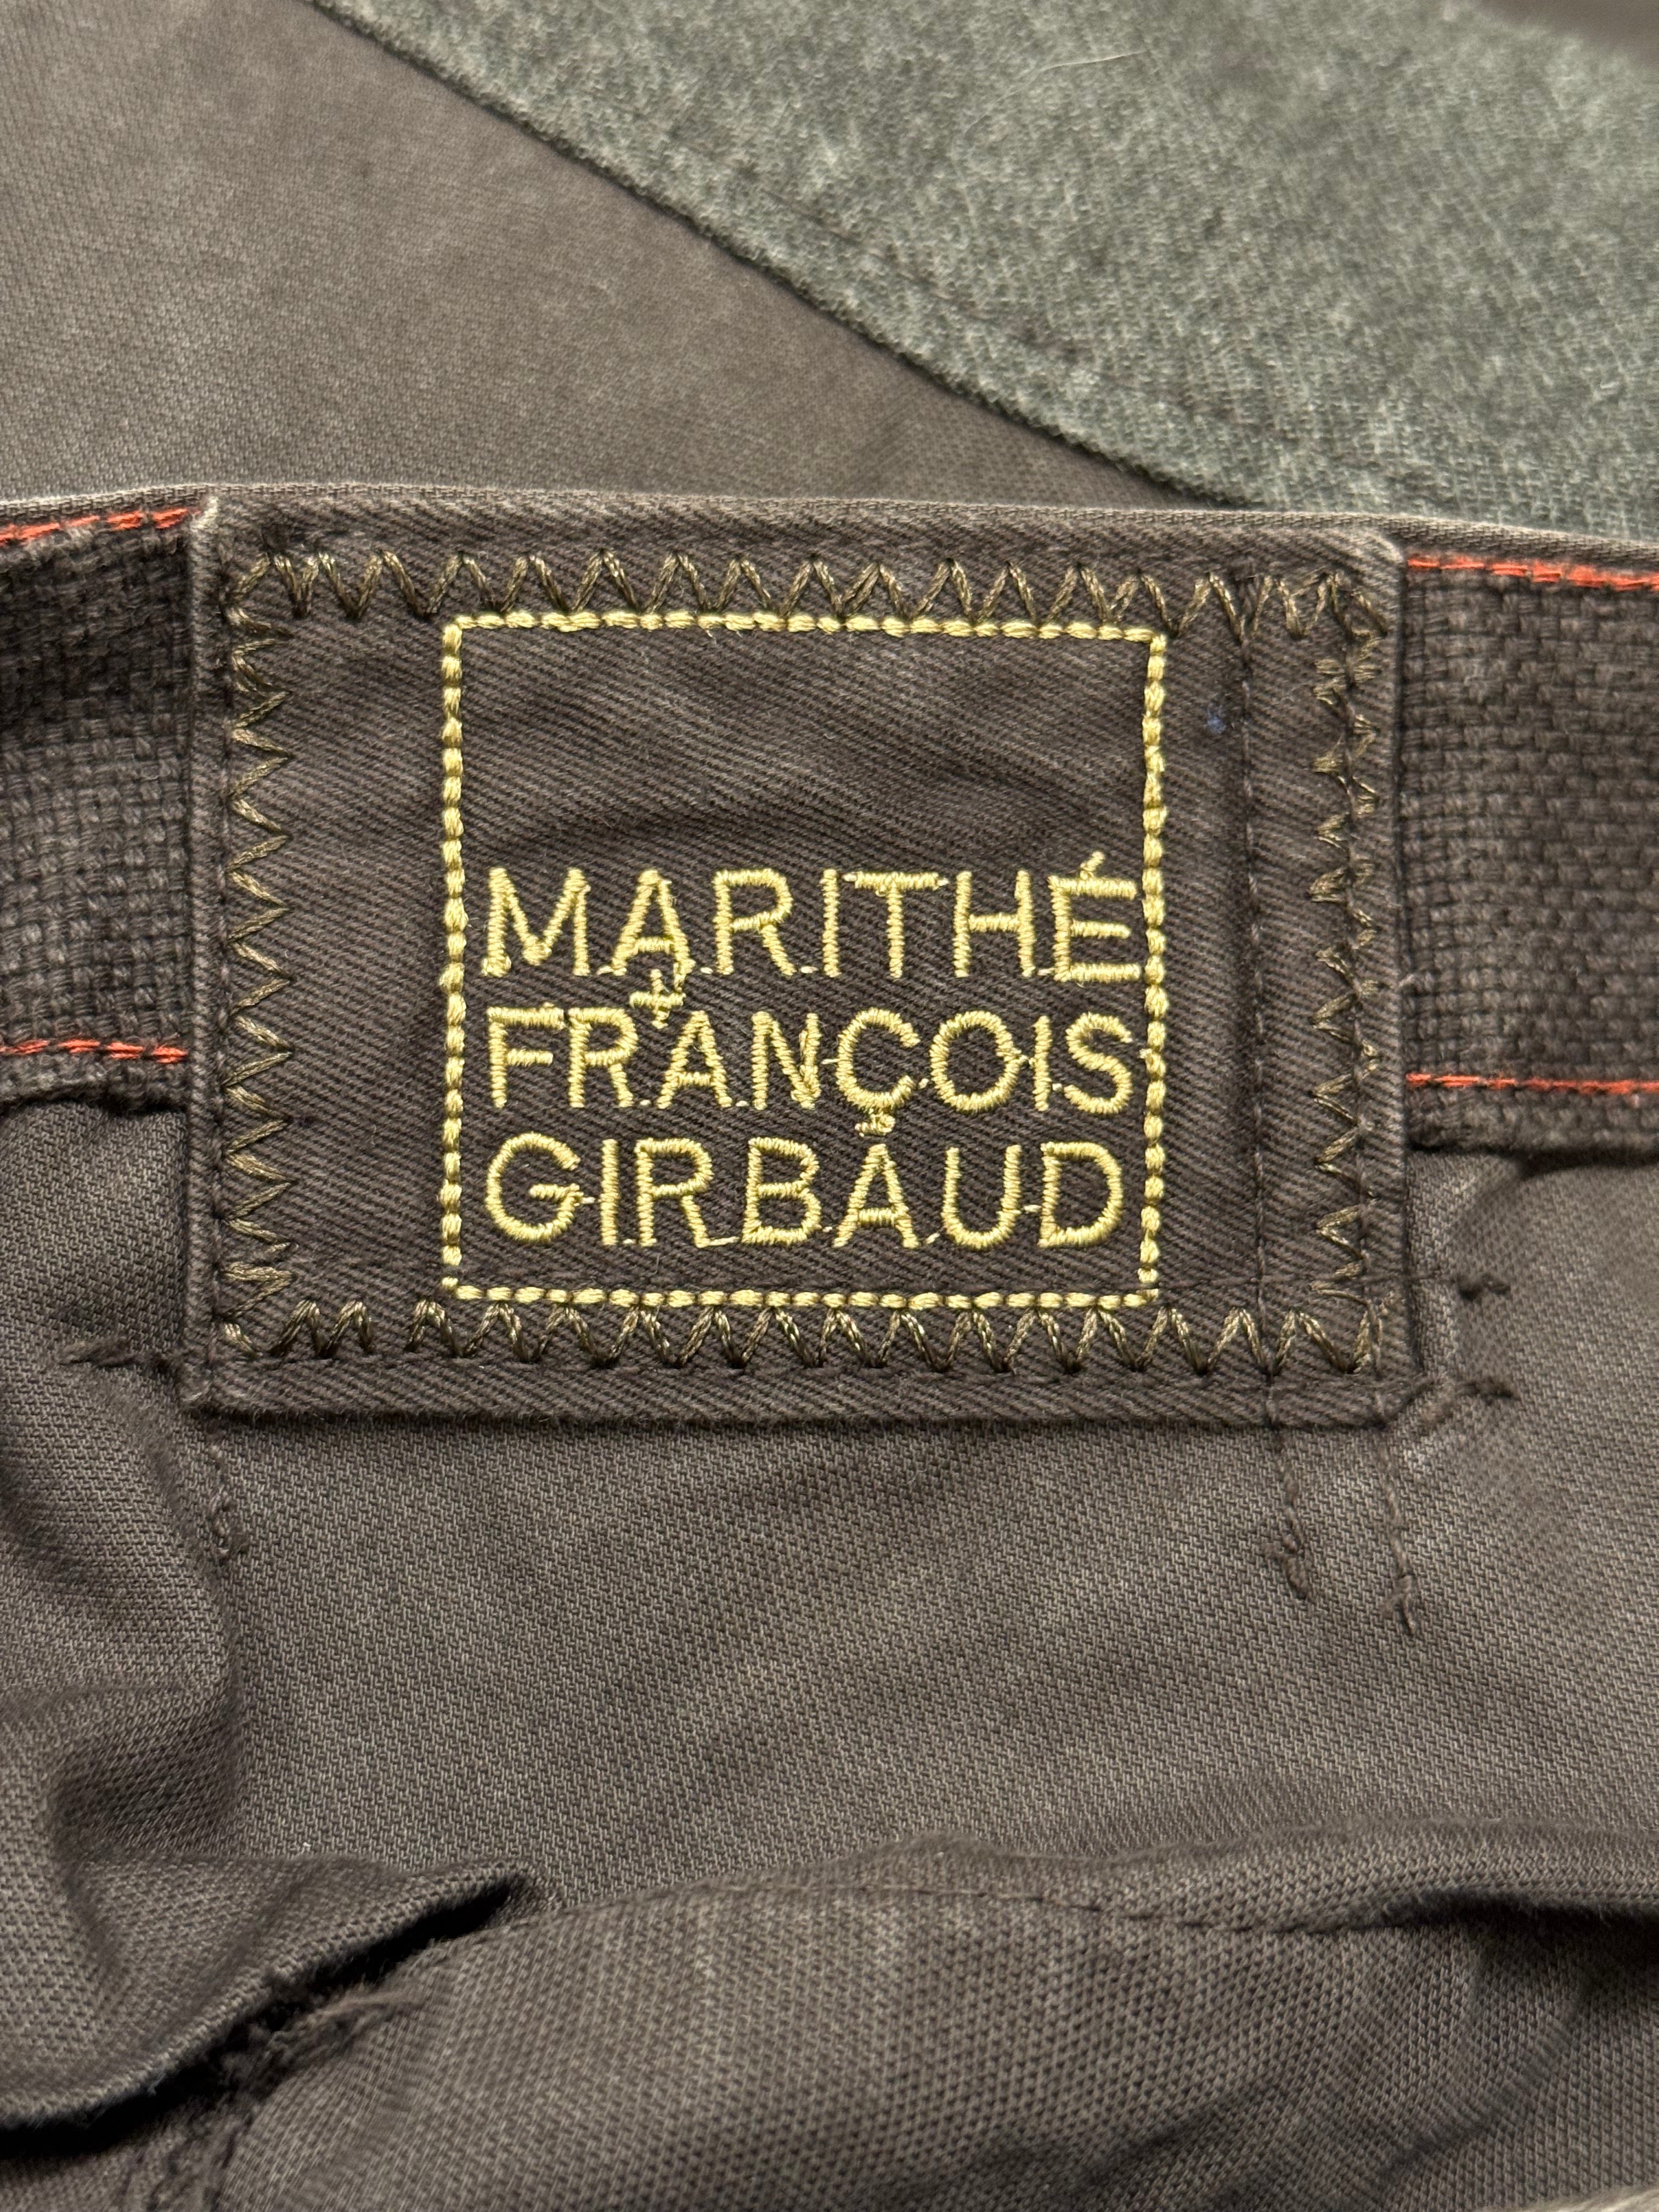 MARITHÉ
+
FRANÇOIS
GIRBAUD